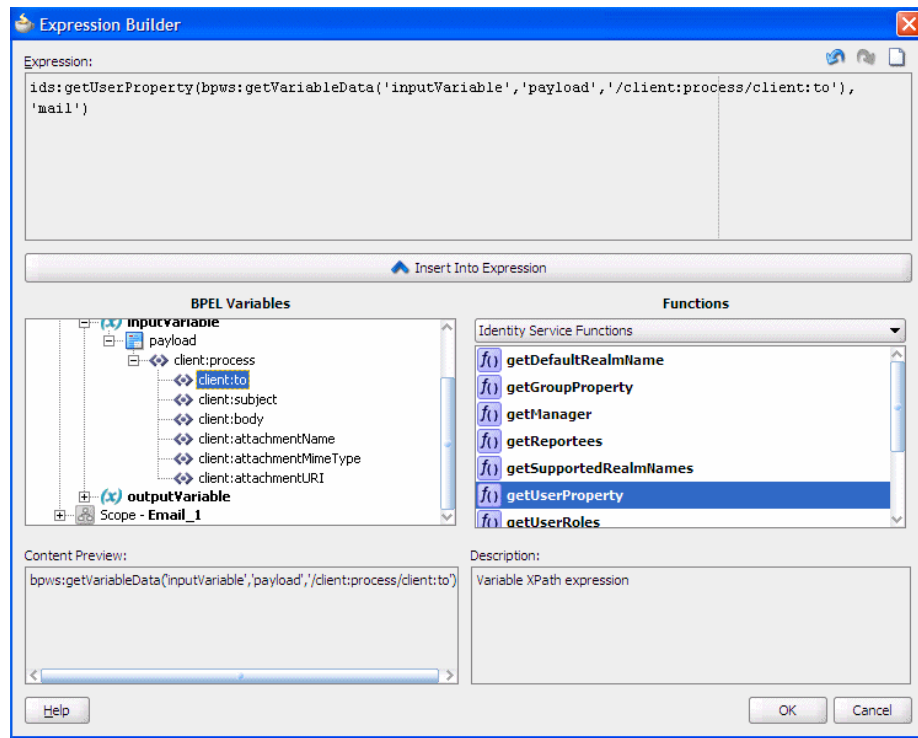 Expression Builder
Expression:
ids:getUserProperty(bpws:getVariableData('inputVariable','payload','/client:process/client:to'),
'mail')
Insert Into Expression
BPEL Variables
Functions
(x) inputVariable
payload
client:process
client:to
client:subject
client:body
client:attachmentName
client:attachmentMimeType
client:attachmentURI
(x) outputVariable
Scope - Email_1
Identity Service Functions
f() getDefaultRealmName
f() getGroupProperty
f() getManager
f() getReportees
f() getSupportedRealmNames
f() getUserProperty
f() getUserRoles
Content Preview:
bpws:getVariableData('inputVariable','payload','/client:process/client:to')
Description:
Variable XPath expression
Help
OK
Cancel